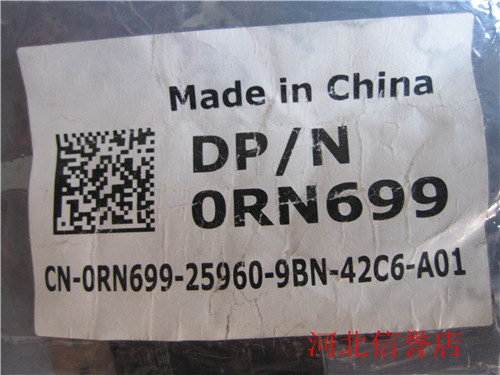 Made in China
DP/N
0RN699
CN-0RN699-25960-9BN-42C6-A01
河北信誉店